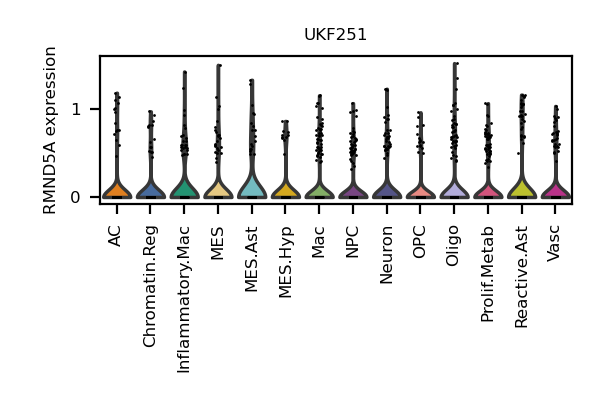 UKF251
RMND5A expression
1
0
AC
Chromatin.Reg
Inflammatory.Mac
MES
MES.Ast
MES.Hyp
Mac
NPC
Neuron
OPC
Oligo
Prolif.Metab
Reactive.Ast
Vasc